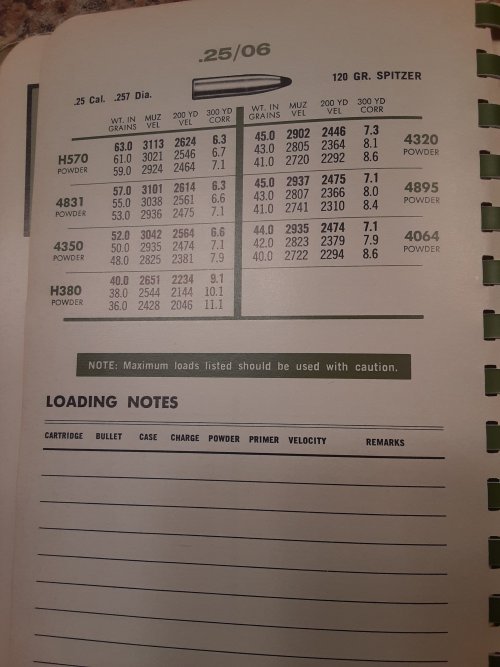 .25/06
.25 Cal. .257 Dia.
120 GR. SPITZER
WT. IN GRAINS MUZ VEL 200 YD VEL 300 YD CORR
H570 POWDER
63.0 3113 2624 6.3
61.0 3021 2546 6.7
59.0 2924 2464 7.1
4831 POWDER
57.0 3101 2614 6.3
55.0 3038 2561 6.6
53.0 2936 2475 7.1
4350 POWDER
52.0 3042 2564 6.6
50.0 2935 2474 7.1
48.0 2825 2381 7.9
H380 POWDER
40.0 2651 2234 9.1
38.0 2544 2144 10.1
36.0 2428 2046 11.1
WT. IN GRAINS MUZ VEL 200 YD VEL 300 YD CORR
45.0 2902 2446 7.3
43.0 2805 2364 8.1
41.0 2720 2292 8.6
4320 POWDER
45.0 2937 2475 7.1
43.0 2807 2366 8.0
41.0 2741 2310 8.4
4895 POWDER
44.0 2935 2474 7.1
42.0 2823 2379 7.9
40.0 2722 2294 8.6
4064 POWDER
NOTE: Maximum loads listed should be used with caution.
LOADING NOTES
CARTRIDGE BULLET CASE CHARGE POWDER PRIMER VELOCITY REMARKS